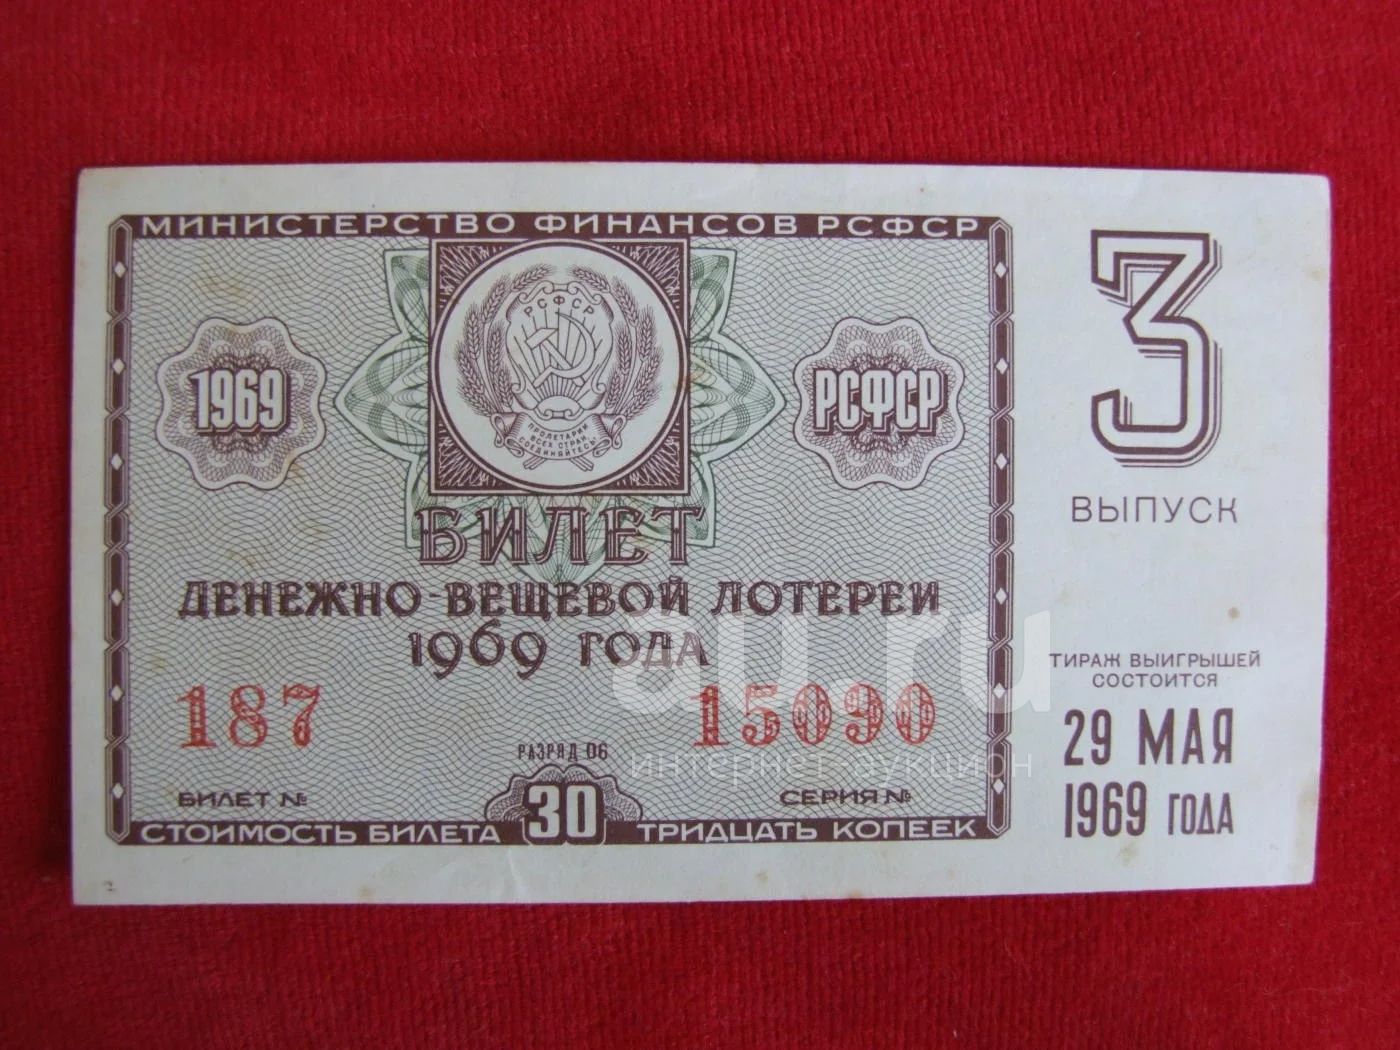 МИНИСТЕРСТВО ФИНАНСОВ РСФСР
РСФСР
1969
РСФСР
ПРОЛЕТАРИИ
ВСЕХ СТРАН,
СОЕДИНЯЙТЕСЬ!
БИЛЕТ
ДЕНЕЖНО-ВЕЩЕВОЙ ЛОТЕРЕИ
1969 ГОДА
187 15090
РАЗРЯД 06
БИЛЕТ № СЕРИЯ №
СТОИМОСТЬ БИЛЕТА 30 ТРИДЦАТЬ КОПЕЕК
3
ВЫПУСК
ТИРАЖ ВЫИГРЫШЕЙ
СОСТОИТСЯ
29 МАЯ
1969 ГОДА
au.ru
интернет-аукцион